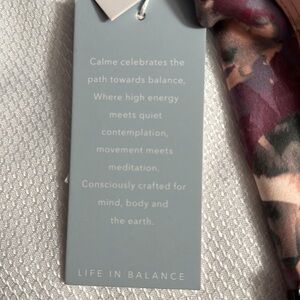 Calme celebrates the
path towards balance.
Where high energy
meets quiet
contemplation,
movement meets
meditation.
Consciously crafted for
mind, body and
the earth.
LIFE IN BALANCE